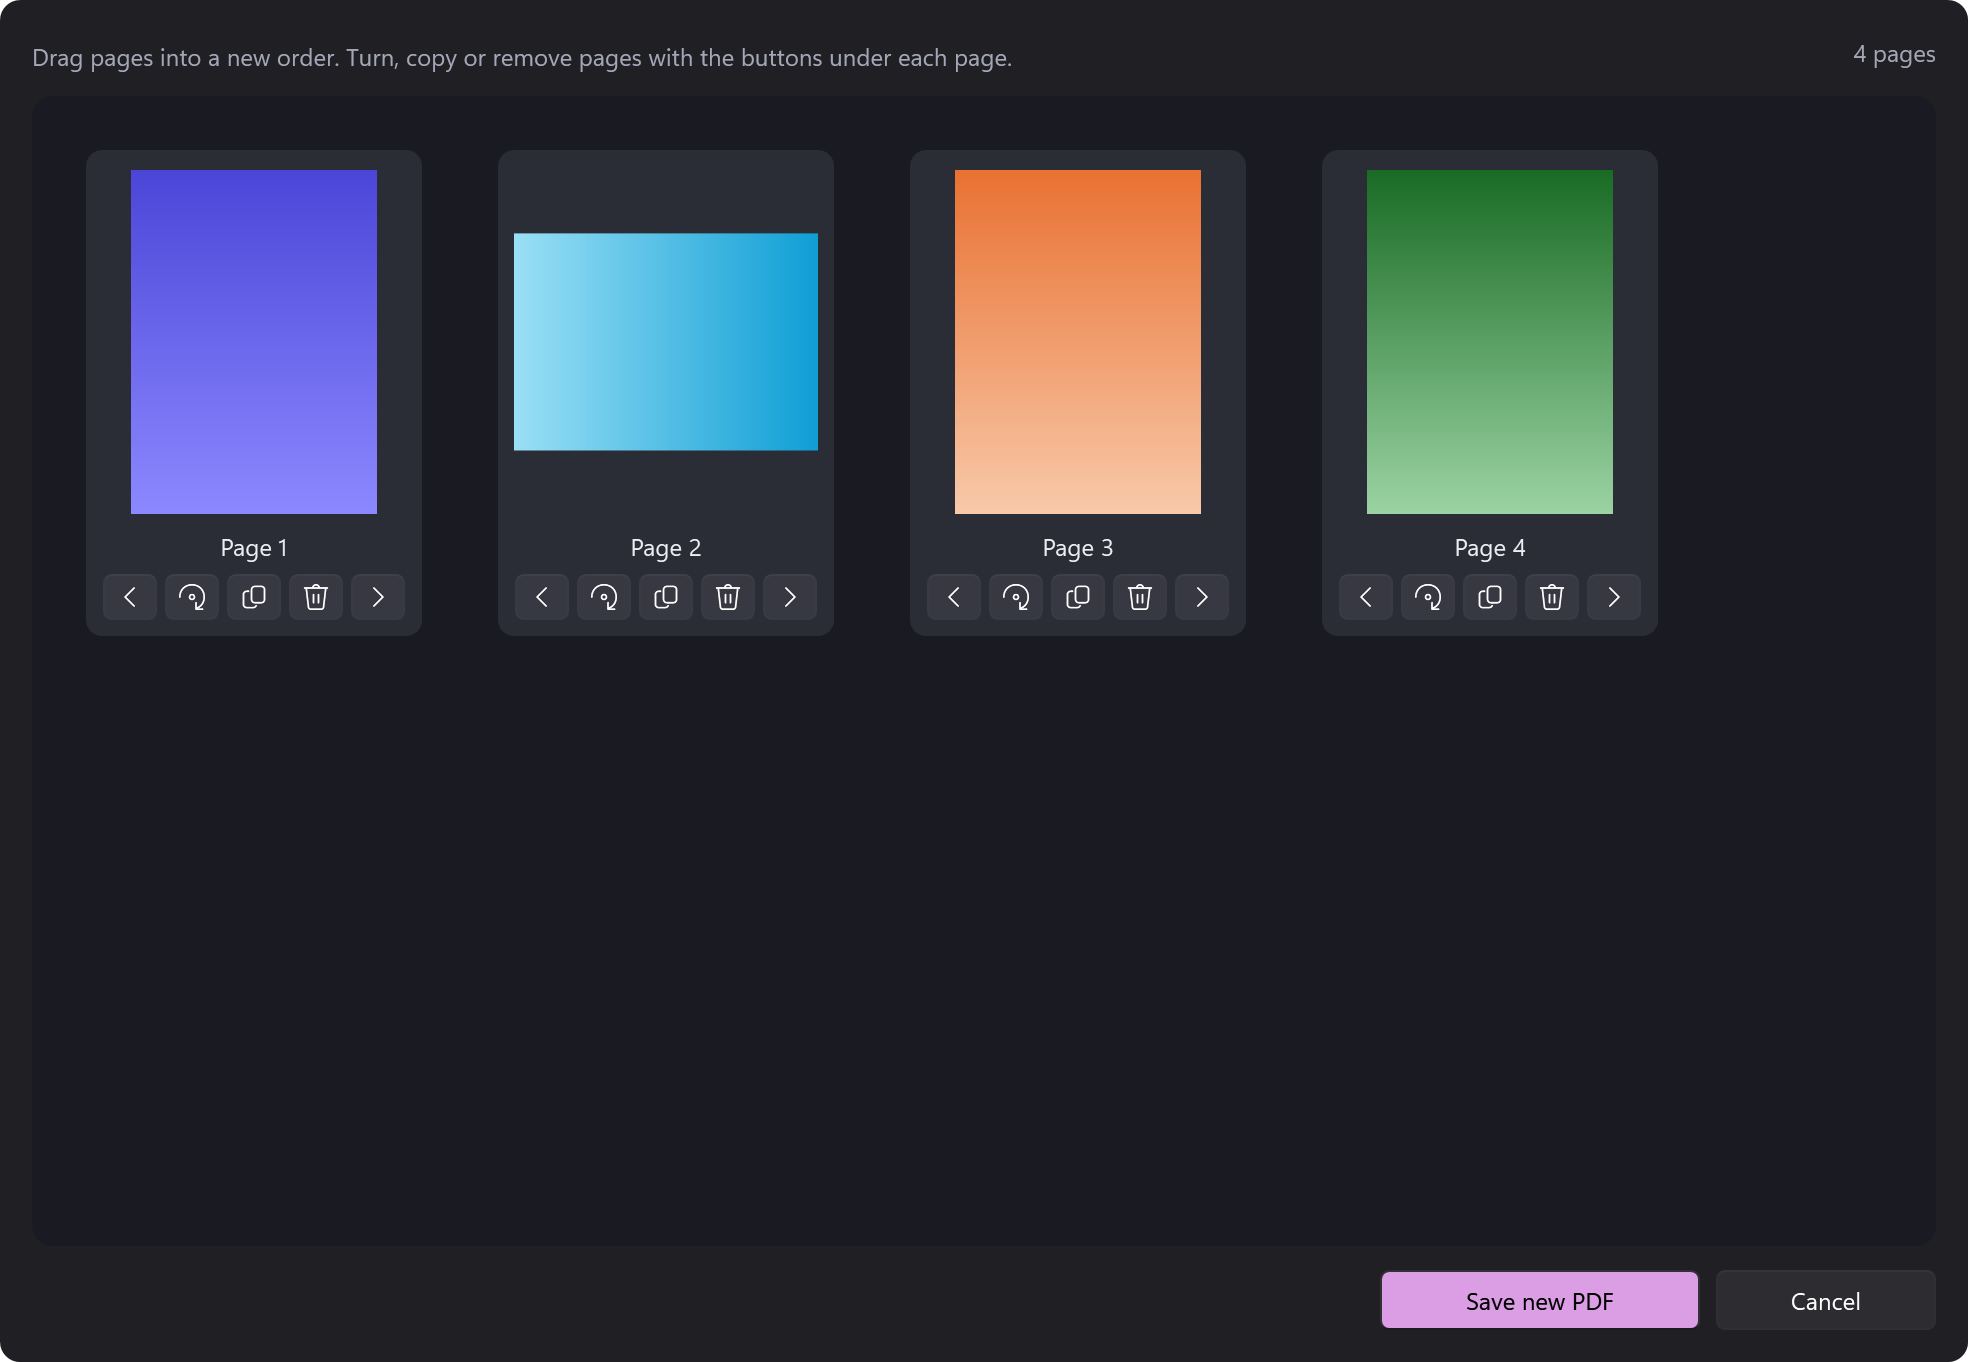 Drag pages into a new order. Turn, copy or remove pages with the buttons under each page.
4 pages
Page 1
Page 2
Page 3
Page 4
Save new PDF
Cancel